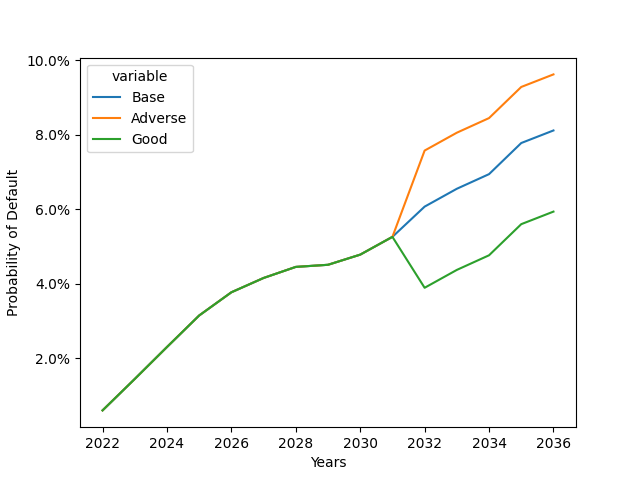 10.0%
8.0%
6.0%
4.0%
2.0%
Probability of Default
variable
Base
Adverse
Good
2022 2024 2026 2028 2030 2032 2034 2036
Years